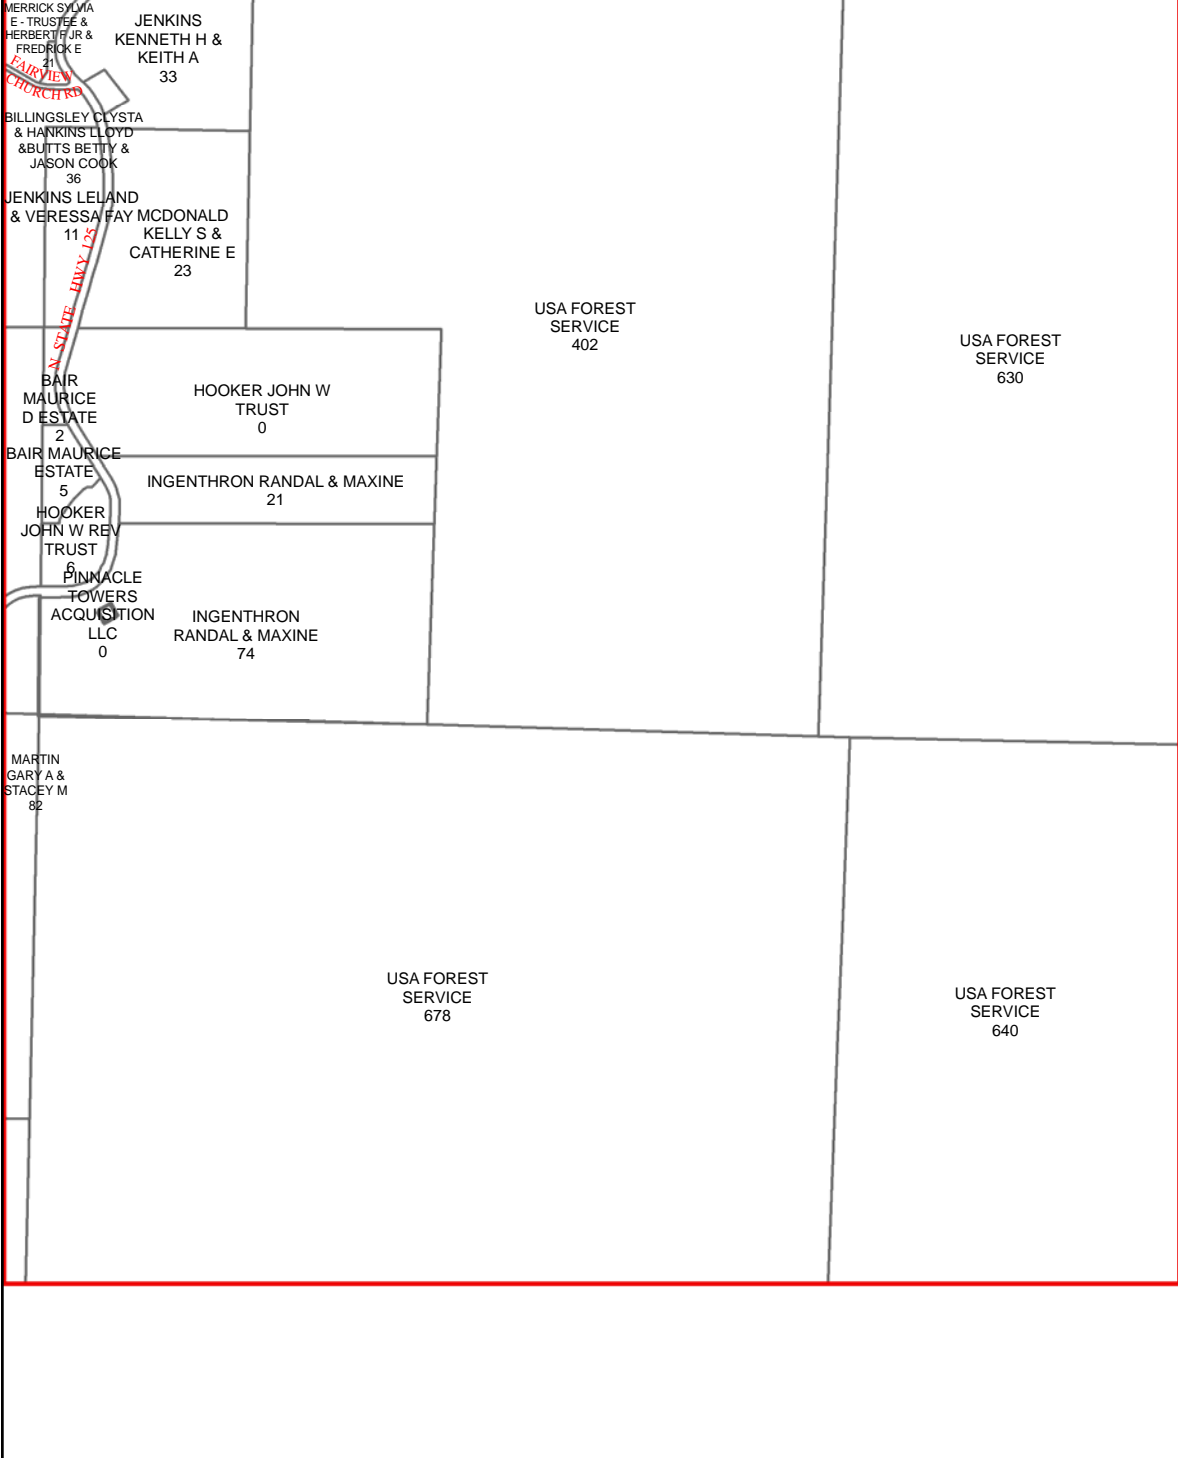 MERRICK SYLVIA
E - TRUSTEE &
HERBERT F JR &
FREDRICK E
21
JENKINS
KENNETH H &
KEITH A
33
FAIRVIEW
CHURCH RD
BILLINGSLEY CLYSTA
& HANKINS LLOYD
&BUTTS BETTY &
JASON COOK
36
JENKINS LELAND
& VERESSA FAY
11
MCDONALD
KELLY S &
CATHERINE E
23
N STATE HWY 125
USA FOREST
SERVICE
402
USA FOREST
SERVICE
630
BAIR
MAURICE
D ESTATE
2
HOOKER JOHN W
TRUST
0
BAIR MAURICE
ESTATE
5
INGENTHRON RANDAL & MAXINE
21
HOOKER
JOHN W REV
TRUST
6
PINNACLE
TOWERS
ACQUISITION
LLC
0
INGENTHRON
RANDAL & MAXINE
74
MARTIN
GARY A &
STACEY M
82
USA FOREST
SERVICE
678
USA FOREST
SERVICE
640